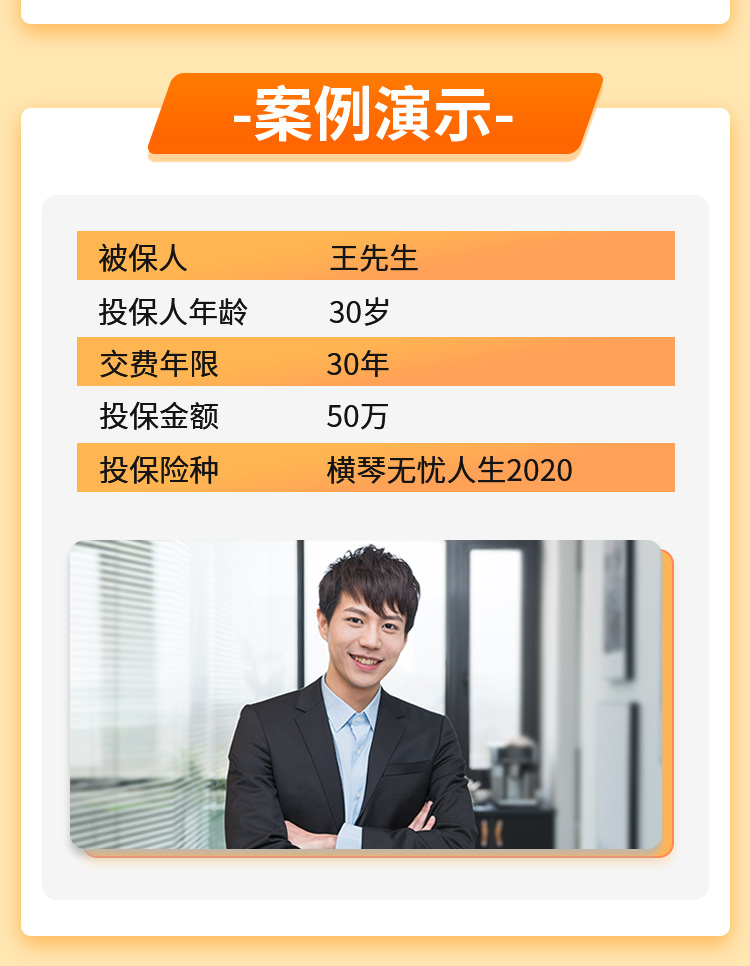 -案例演示-
被保人 王先生
投保人年龄 30岁
交费年限 30年
投保金额 50万
投保险种 横琴无忧人生2020